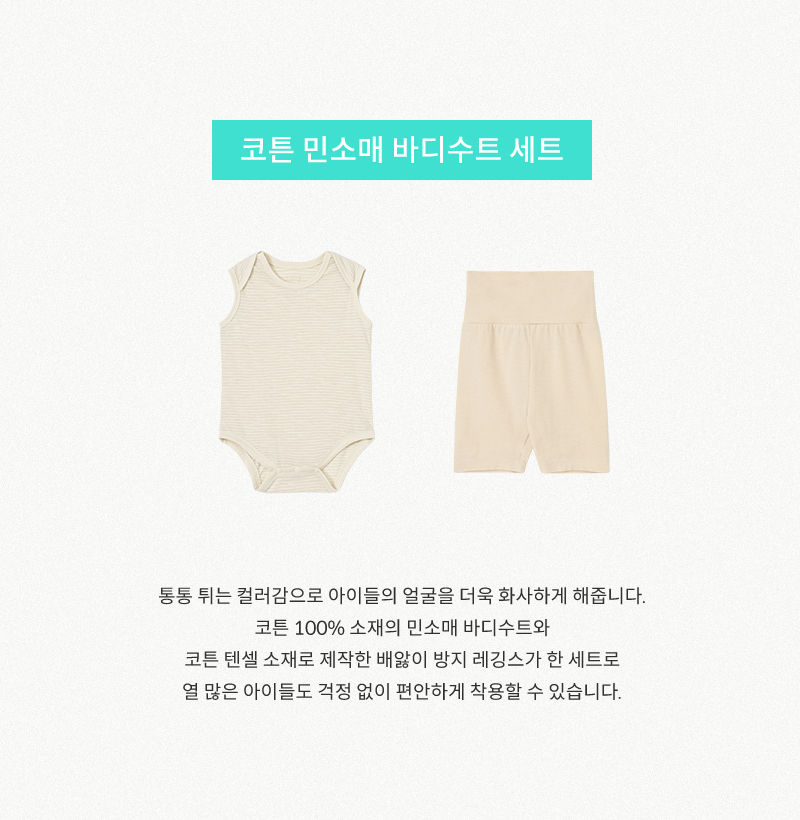 코튼 민소매 바디수트 세트
통통 튀는 컬러감으로 아이들의 얼굴을 더욱 화사하게 해줍니다.
코튼 100% 소재의 민소매 바디수트와
코튼 텐셀 소재로 제작한 배앓이 방지 레깅스가 한 세트로
열 많은 아이들도 걱정 없이 편안하게 착용할 수 있습니다.